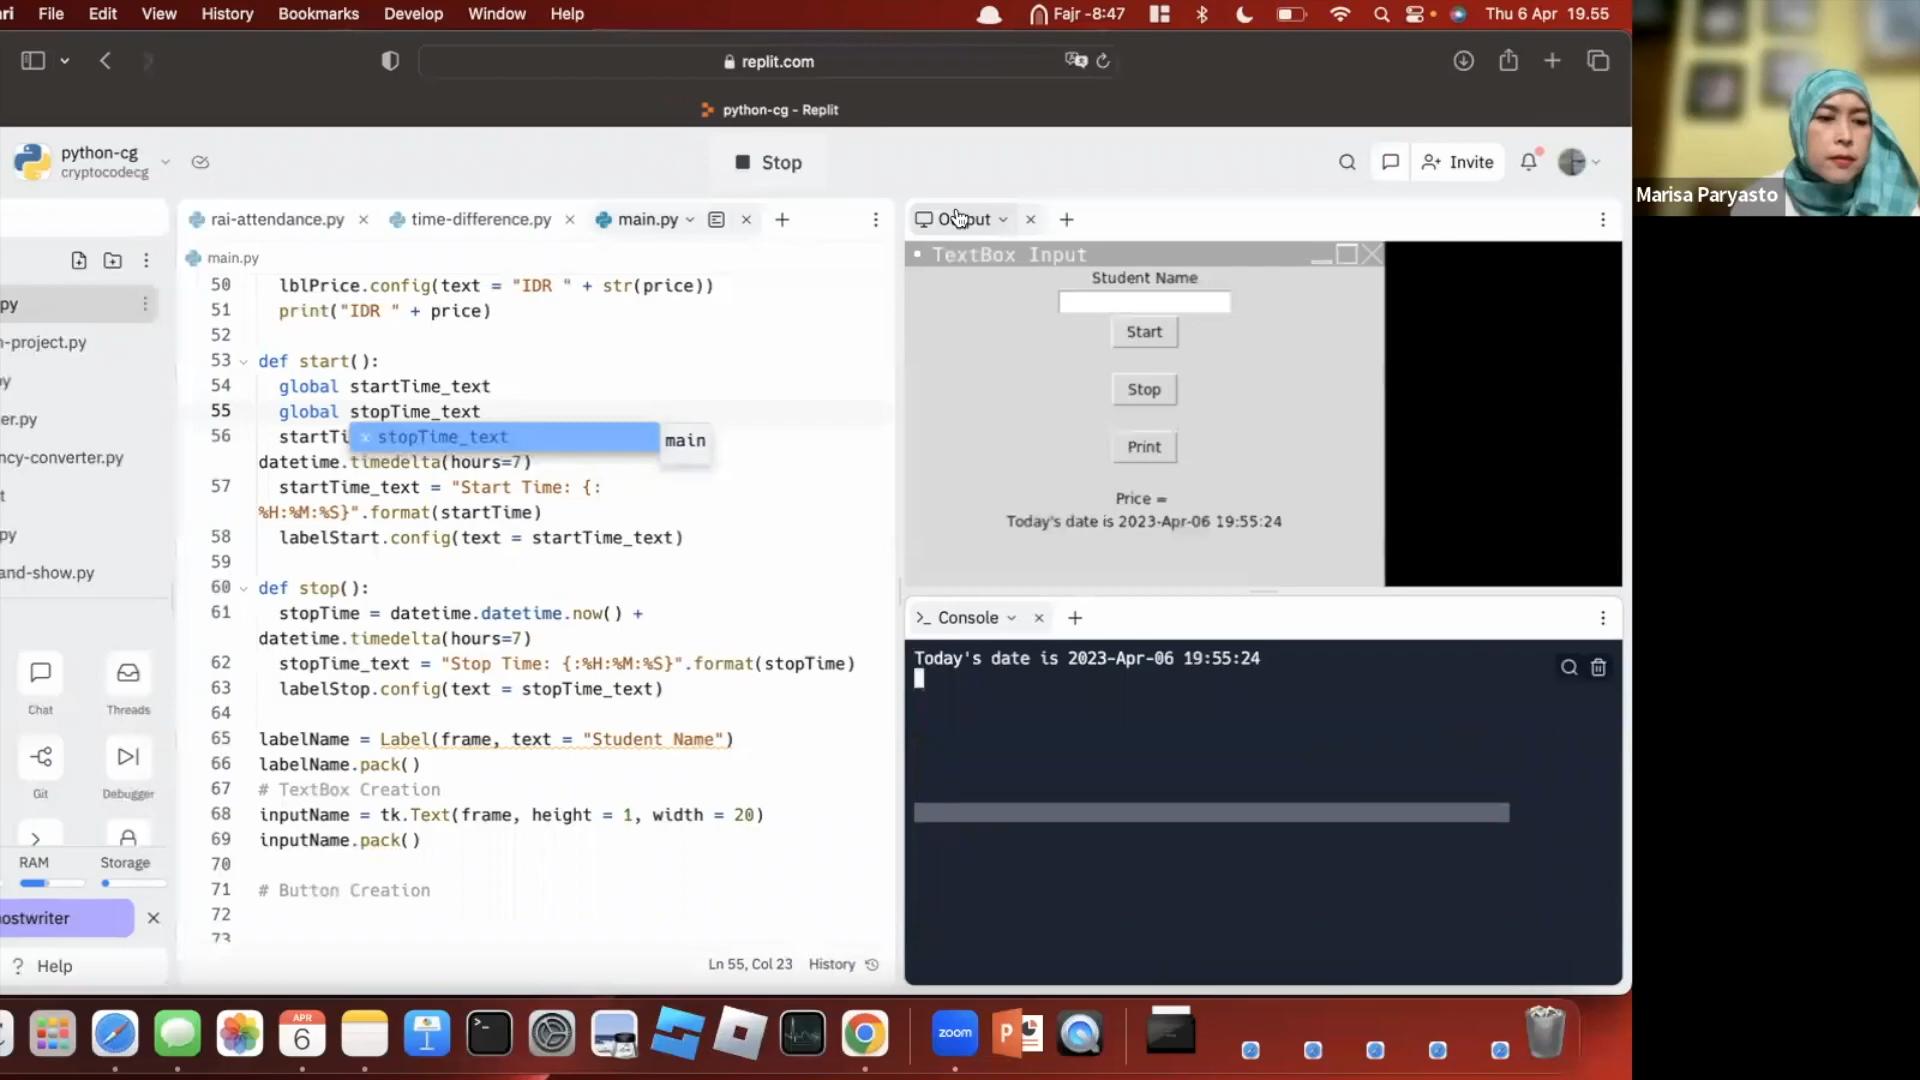 ri File Edit View History Bookmarks Develop Window Help Fajr -8:47 Thu 6 Apr 19.55
replit.com
python-cg - Replit
python-cg
cryptocodecg
Stop
Invite
Marisa Paryasto
rai-attendance.py time-difference.py main.py
Output
main.py
py
n-project.py
py
er.py
ncy-converter.py
t
py
and-show.py
Chat Threads
Git Debugger
RAM Storage
ostwriter
? Help
50 lblPrice.config(text = "IDR " + str(price))
51 print("IDR " + price)
52
53 def start():
54 global startTime_text
55 global stopTime_text
56 startTi
stopTime_text main
datetime.timedelta(hours=7)
57 startTime_text = "Start Time: {:
%H:%M:%S}".format(startTime)
58 labelStart.config(text = startTime_text)
59
60 def stop():
61 stopTime = datetime.datetime.now() +
datetime.timedelta(hours=7)
62 stopTime_text = "Stop Time: {:%H:%M:%S}".format(stopTime)
63 labelStop.config(text = stopTime_text)
64
65 labelName = Label(frame, text = "Student Name")
66 labelName.pack()
67 # TextBox Creation
68 inputName = tk.Text(frame, height = 1, width = 20)
69 inputName.pack()
70
71 # Button Creation
72
73
Ln 55, Col 23 History
TextBox Input
Student Name
Start
Stop
Print
Price =
Today's date is 2023-Apr-06 19:55:24
>_ Console
Today's date is 2023-Apr-06 19:55:24
APR
6
zoom
P